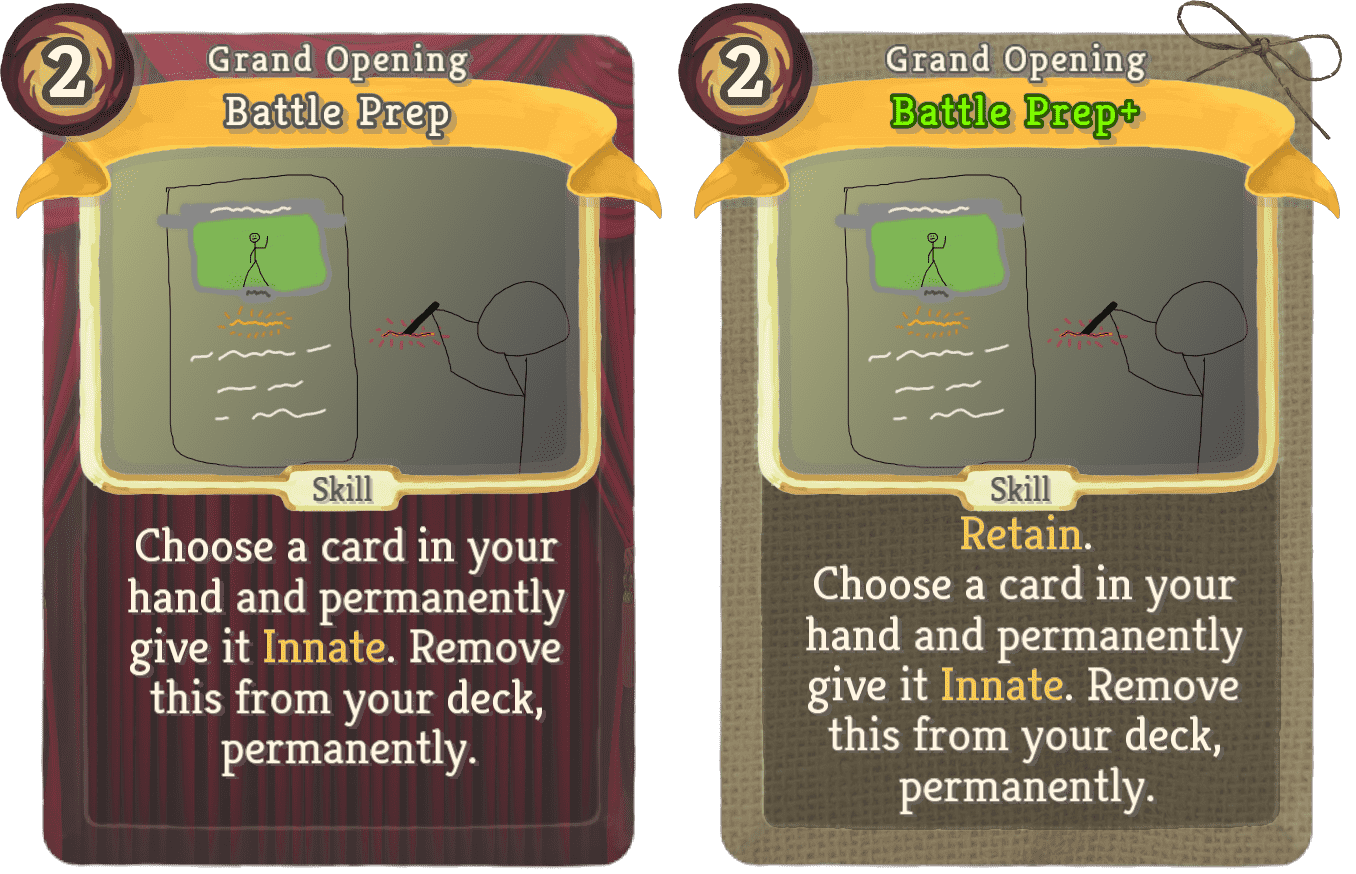 2
Grand Opening
Battle Prep
Skill
Choose a card in your
hand and permanently
give it Innate. Remove
this from your deck,
permanently.
2
Grand Opening
Battle Prep+
Skill
Retain.
Choose a card in your
hand and permanently
give it Innate. Remove
this from your deck,
permanently.